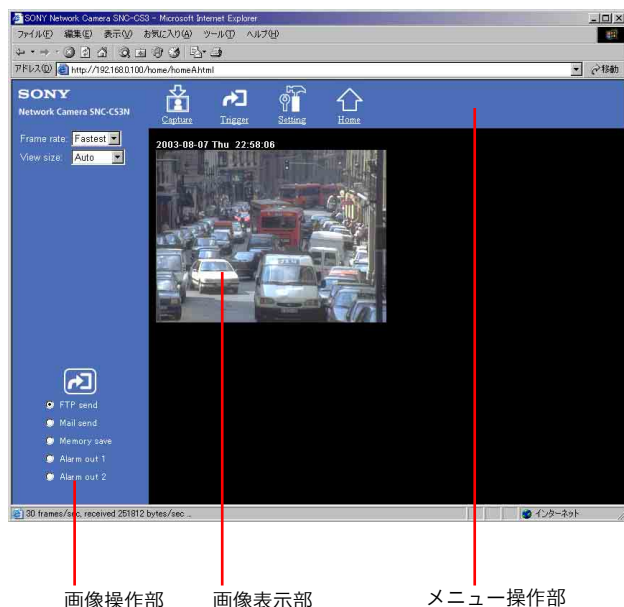 SONY Network Camera SNC-CS3 - Microsoft Internet Explorer
ファイル(F) 編集(E) 表示(V) お気に入り(A) ツール(T) ヘルプ(H)
アドレス(D) http://192.168.0.100/home/homeA.html 移動
SONY
Network Camera SNC-CS3N
Capture Trigger Setting Home
Frame rate: Fastest
View size: Auto
2003-08-07 Thu 22:58:06
FTP send
Mail send
Memory save
Alarm out 1
Alarm out 2
30 frames/sec, received 251812 bytes/sec ... インターネット
画像操作部 画像表示部 メニュー操作部